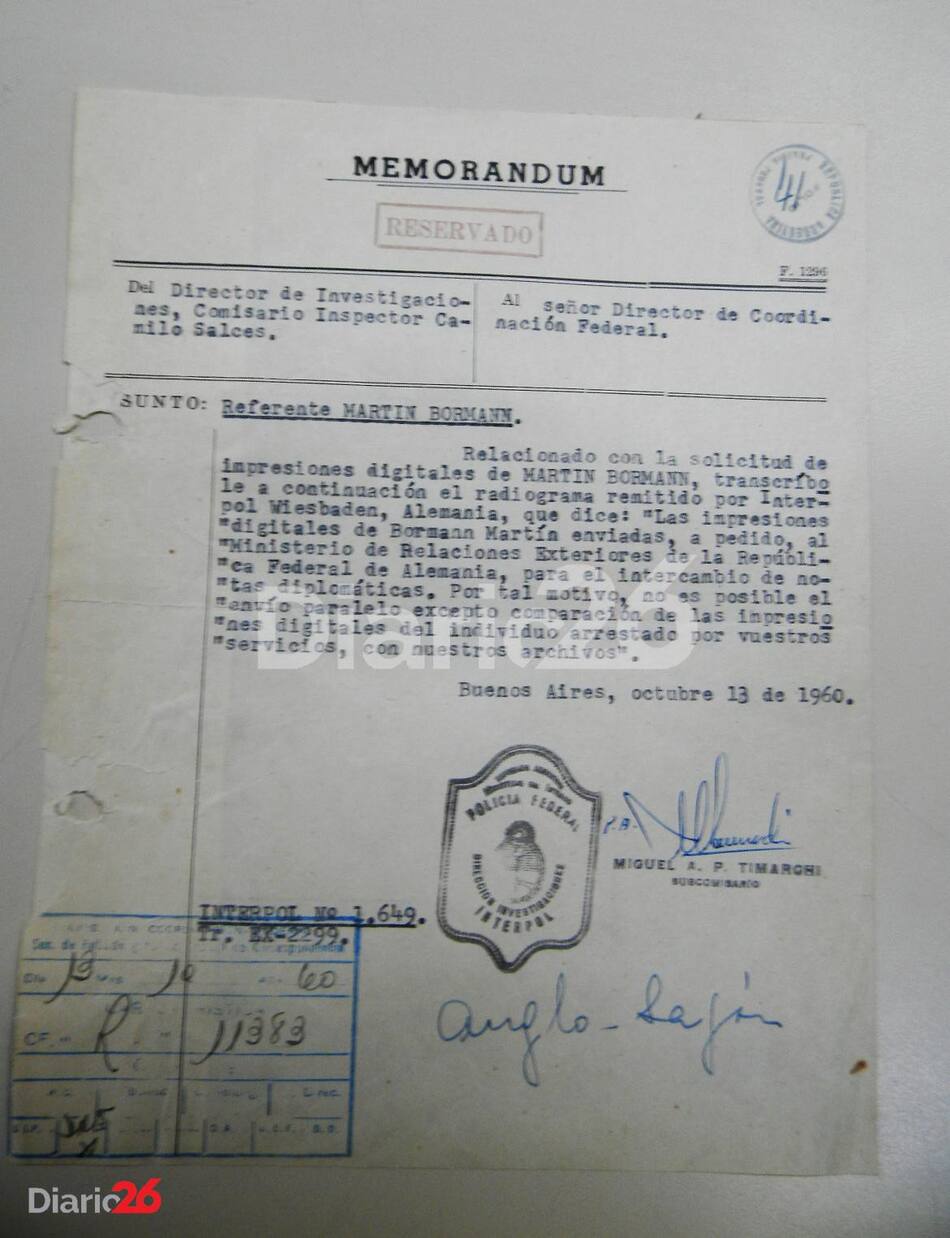 MEMORANDUM
RESERVADO
REPUBLICA ARGENTINA
41
F. 1296
Del Director de Investigacio-
nes, Comisario Inspector Ca-
milo Salces.
Al señor Director de Coordi-
nación Federal.
SUNTO: Referente MARTIN BORMANN.
Relacionado con la solicitud de
impresiones digitales de MARTIN BORMANN, transcribo
le a continuación el radiograma remitido por Inter-
pol Wiesbaden, Alemania, que dice: "Las impresiones
"digitales de Bormann Martín enviadas, a pedido, al
"Ministerio de Relaciones Exteriores de la Repúbli-
"ca Federal de Alemania, para el intercambio de no-
"tas diplomáticas. Por tal motivo, no es posible el
"envío paralelo excepto comparación de las impresio
"nes digitales del individuo arrestado por vuestros
"servicios, con nuestros archivos".
Diario26
Buenos Aires, octubre 13 de 1960.
POLICIA FEDERAL
DIRECCION INVESTIGACIONES
INTERPOL
P.A.
MIGUEL A. P. TIMARCHI
SUBCOMISARIO
INTERPOL Nº 1.649.
Tr. EX-2299.
13 10 60
CF. R 11383
Anglo-Sajón
Diario26